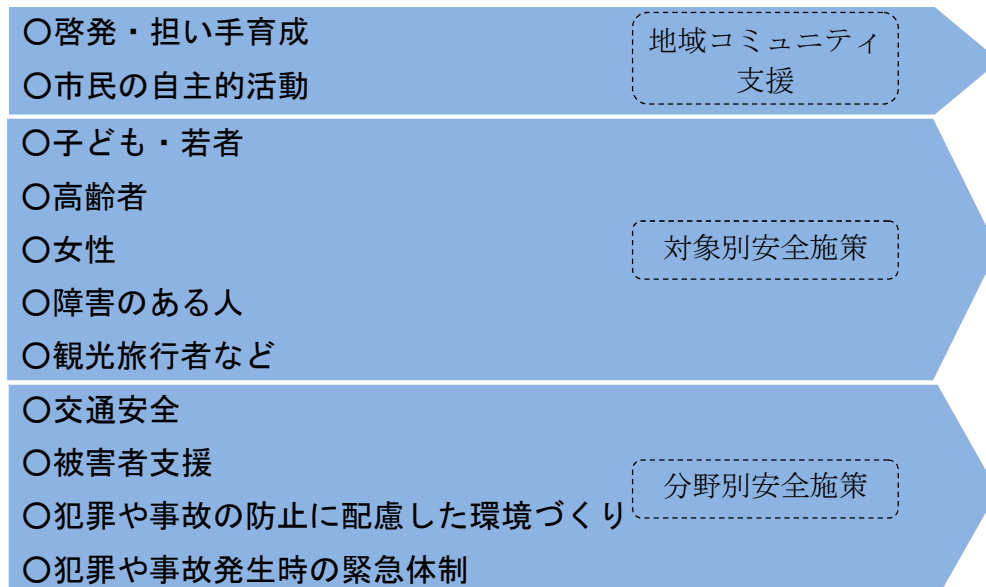 〇啓発・担い手育成
〇市民の自主的活動
地域コミュニティ
支援
〇子ども・若者
〇高齢者
〇女性
〇障害のある人
〇観光旅行者など
対象別安全施策
〇交通安全
〇被害者支援
〇犯罪や事故の防止に配慮した環境づくり
〇犯罪や事故発生時の緊急体制
分野別安全施策